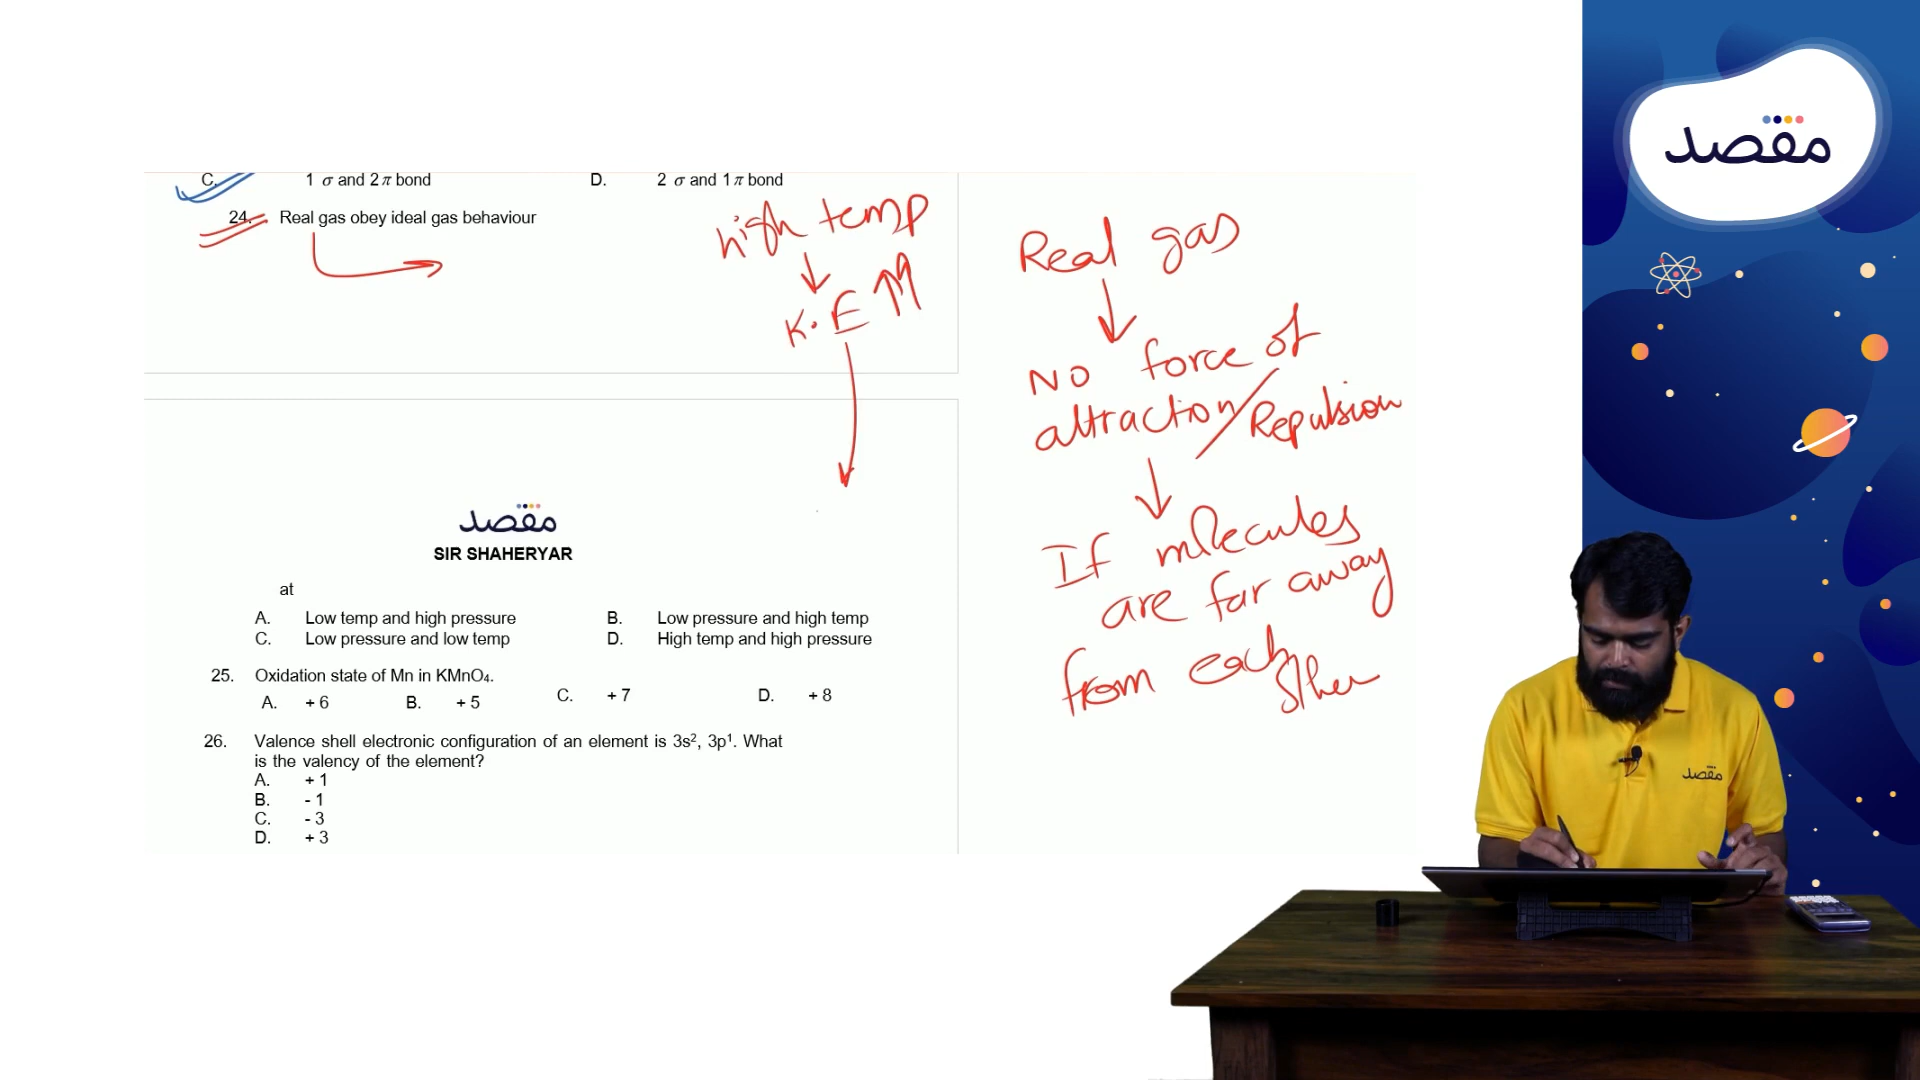 C. 1 σ and 2 π bond D. 2 σ and 1 π bond
24. Real gas obey ideal gas behaviour
high temp
K.E
Real gas
No force of
attraction/Repulsion
If molecules
are far away
from each
other
مقصد
SIR SHAHERYAR
at
A. Low temp and high pressure B. Low pressure and high temp
C. Low pressure and low temp D. High temp and high pressure
25. Oxidation state of Mn in KMnO₄.
A. + 6 B. + 5 C. + 7 D. + 8
26. Valence shell electronic configuration of an element is 3s², 3p¹. What
is the valency of the element?
A. + 1
B. - 1
C. - 3
D. + 3
مقصد
مقصد